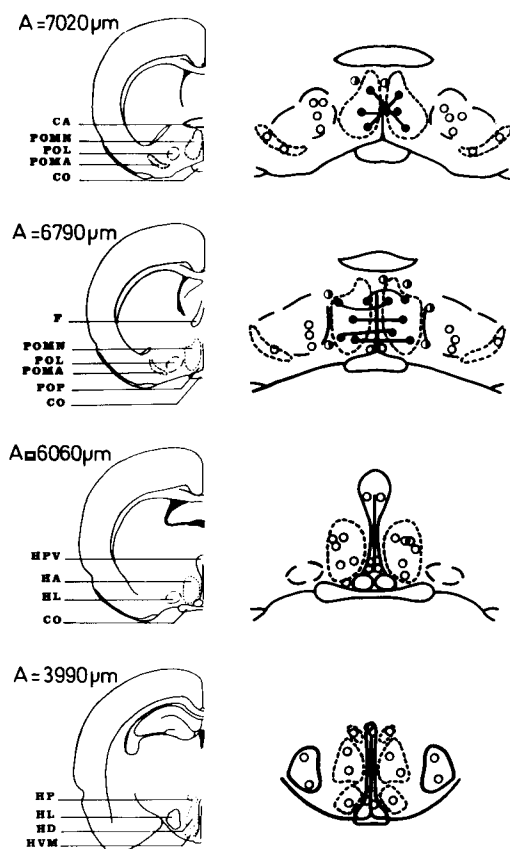 A =7020µm
CA
POMN
POL
POMA
CO
A =6790µm
F
POMN
POL
POMA
POP
CO
A=6060µm
HPV
HA
HL
CO
A =3990µm
HP
HL
HD
HVM